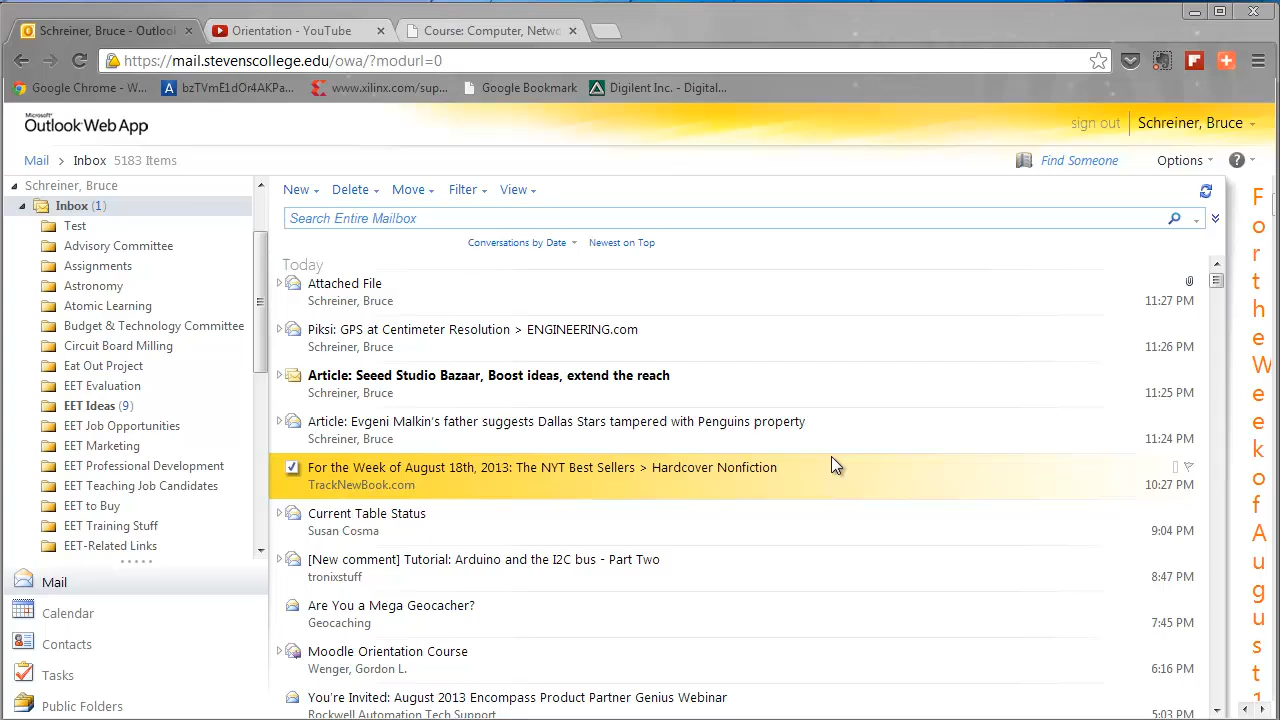 Schreiner, Bruce - Outlook
Orientation - YouTube
Course: Computer, Netwo
https://mail.stevenscollege.edu/owa/?modurl=0
Google Chrome - W...
bzTVmE1dOr4AKPa...
www.xilinx.com/sup...
Google Bookmark
Digilent Inc. - Digital...
Microsoft
Outlook Web App
sign out
Schreiner, Bruce
Mail > Inbox 5183 Items
Find Someone
Options
Schreiner, Bruce
Inbox (1)
Test
Advisory Committee
Assignments
Astronomy
Atomic Learning
Budget & Technology Committee
Circuit Board Milling
Eat Out Project
EET Evaluation
EET Ideas (9)
EET Job Opportunities
EET Marketing
EET Professional Development
EET Teaching Job Candidates
EET to Buy
EET Training Stuff
EET-Related Links
Mail
Calendar
Contacts
Tasks
Public Folders
New Delete Move Filter View
Search Entire Mailbox
Conversations by Date Newest on Top
Today
Attached File
Schreiner, Bruce 11:27 PM
Piksi: GPS at Centimeter Resolution > ENGINEERING.com
Schreiner, Bruce 11:26 PM
Article: Seeed Studio Bazaar, Boost ideas, extend the reach
Schreiner, Bruce 11:25 PM
Article: Evgeni Malkin's father suggests Dallas Stars tampered with Penguins property
Schreiner, Bruce 11:24 PM
For the Week of August 18th, 2013: The NYT Best Sellers > Hardcover Nonfiction
TrackNewBook.com 10:27 PM
Current Table Status
Susan Cosma 9:04 PM
[New comment] Tutorial: Arduino and the I2C bus - Part Two
tronixstuff 8:47 PM
Are You a Mega Geocacher?
Geocaching 7:45 PM
Moodle Orientation Course
Wenger, Gordon L. 6:16 PM
You're Invited: August 2013 Encompass Product Partner Genius Webinar
Rockwell Automation Tech Support 5:03 PM
F
o
r
t
h
e
W
e
e
k
o
f
A
u
g
u
s
t
1